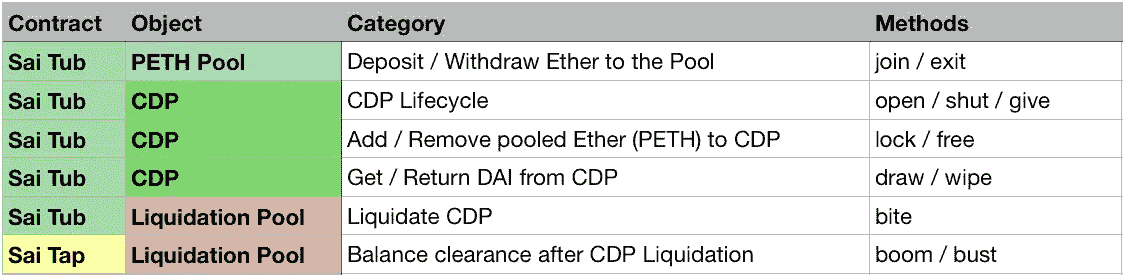 Contract Object Category Methods
Sai Tub PETH Pool Deposit / Withdraw Ether to the Pool join / exit
Sai Tub CDP CDP Lifecycle open / shut / give
Sai Tub CDP Add / Remove pooled Ether (PETH) to CDP lock / free
Sai Tub CDP Get / Return DAI from CDP draw / wipe
Sai Tub Liquidation Pool Liquidate CDP bite
Sai Tap Liquidation Pool Balance clearance after CDP Liquidation boom / bust